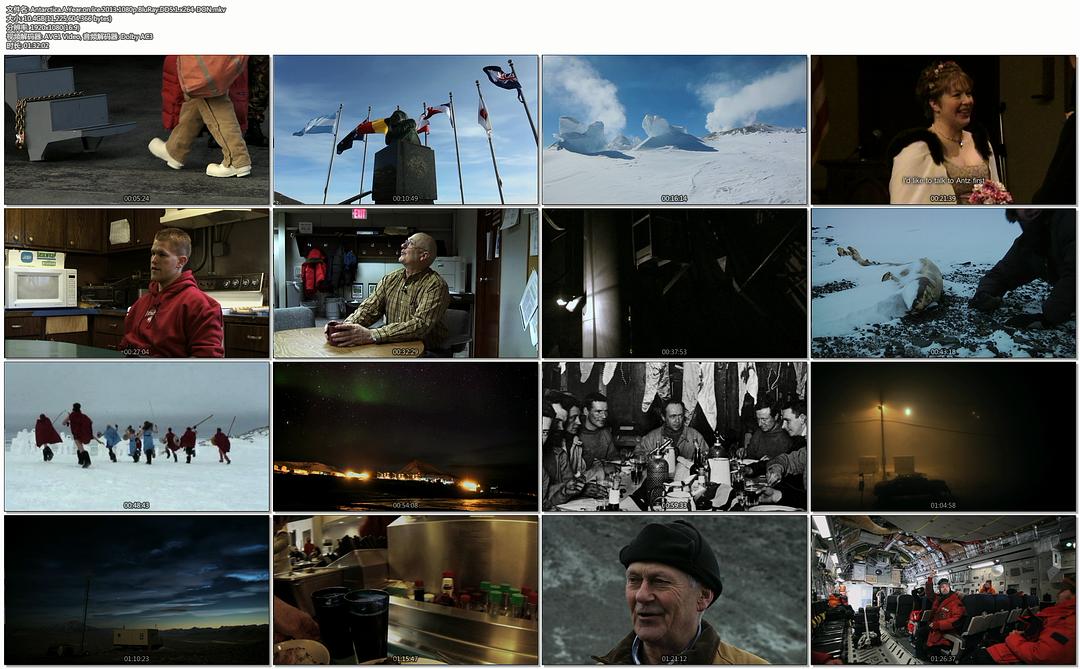 文件名: Antarctica.A.Year.on.Ice.2013.1080p.BluRay.DD5.1.x264-DON.mkv
大小: 10.4GB(11,225,604,366 bytes)
分辨率: 1920x1080(16:9)
视频解码器: AVC1 Video, 音频解码器: Dolby AC3
时长: 01:32:02
00:05:24
00:10:49
00:16:14
I'd like to talk to Antz first
00:21:39
EXIT
00:27:04
00:32:29
00:37:53
00:43:18
00:48:43
00:54:08
00:59:33
01:04:58
01:10:23
01:15:47
01:21:12
01:26:37